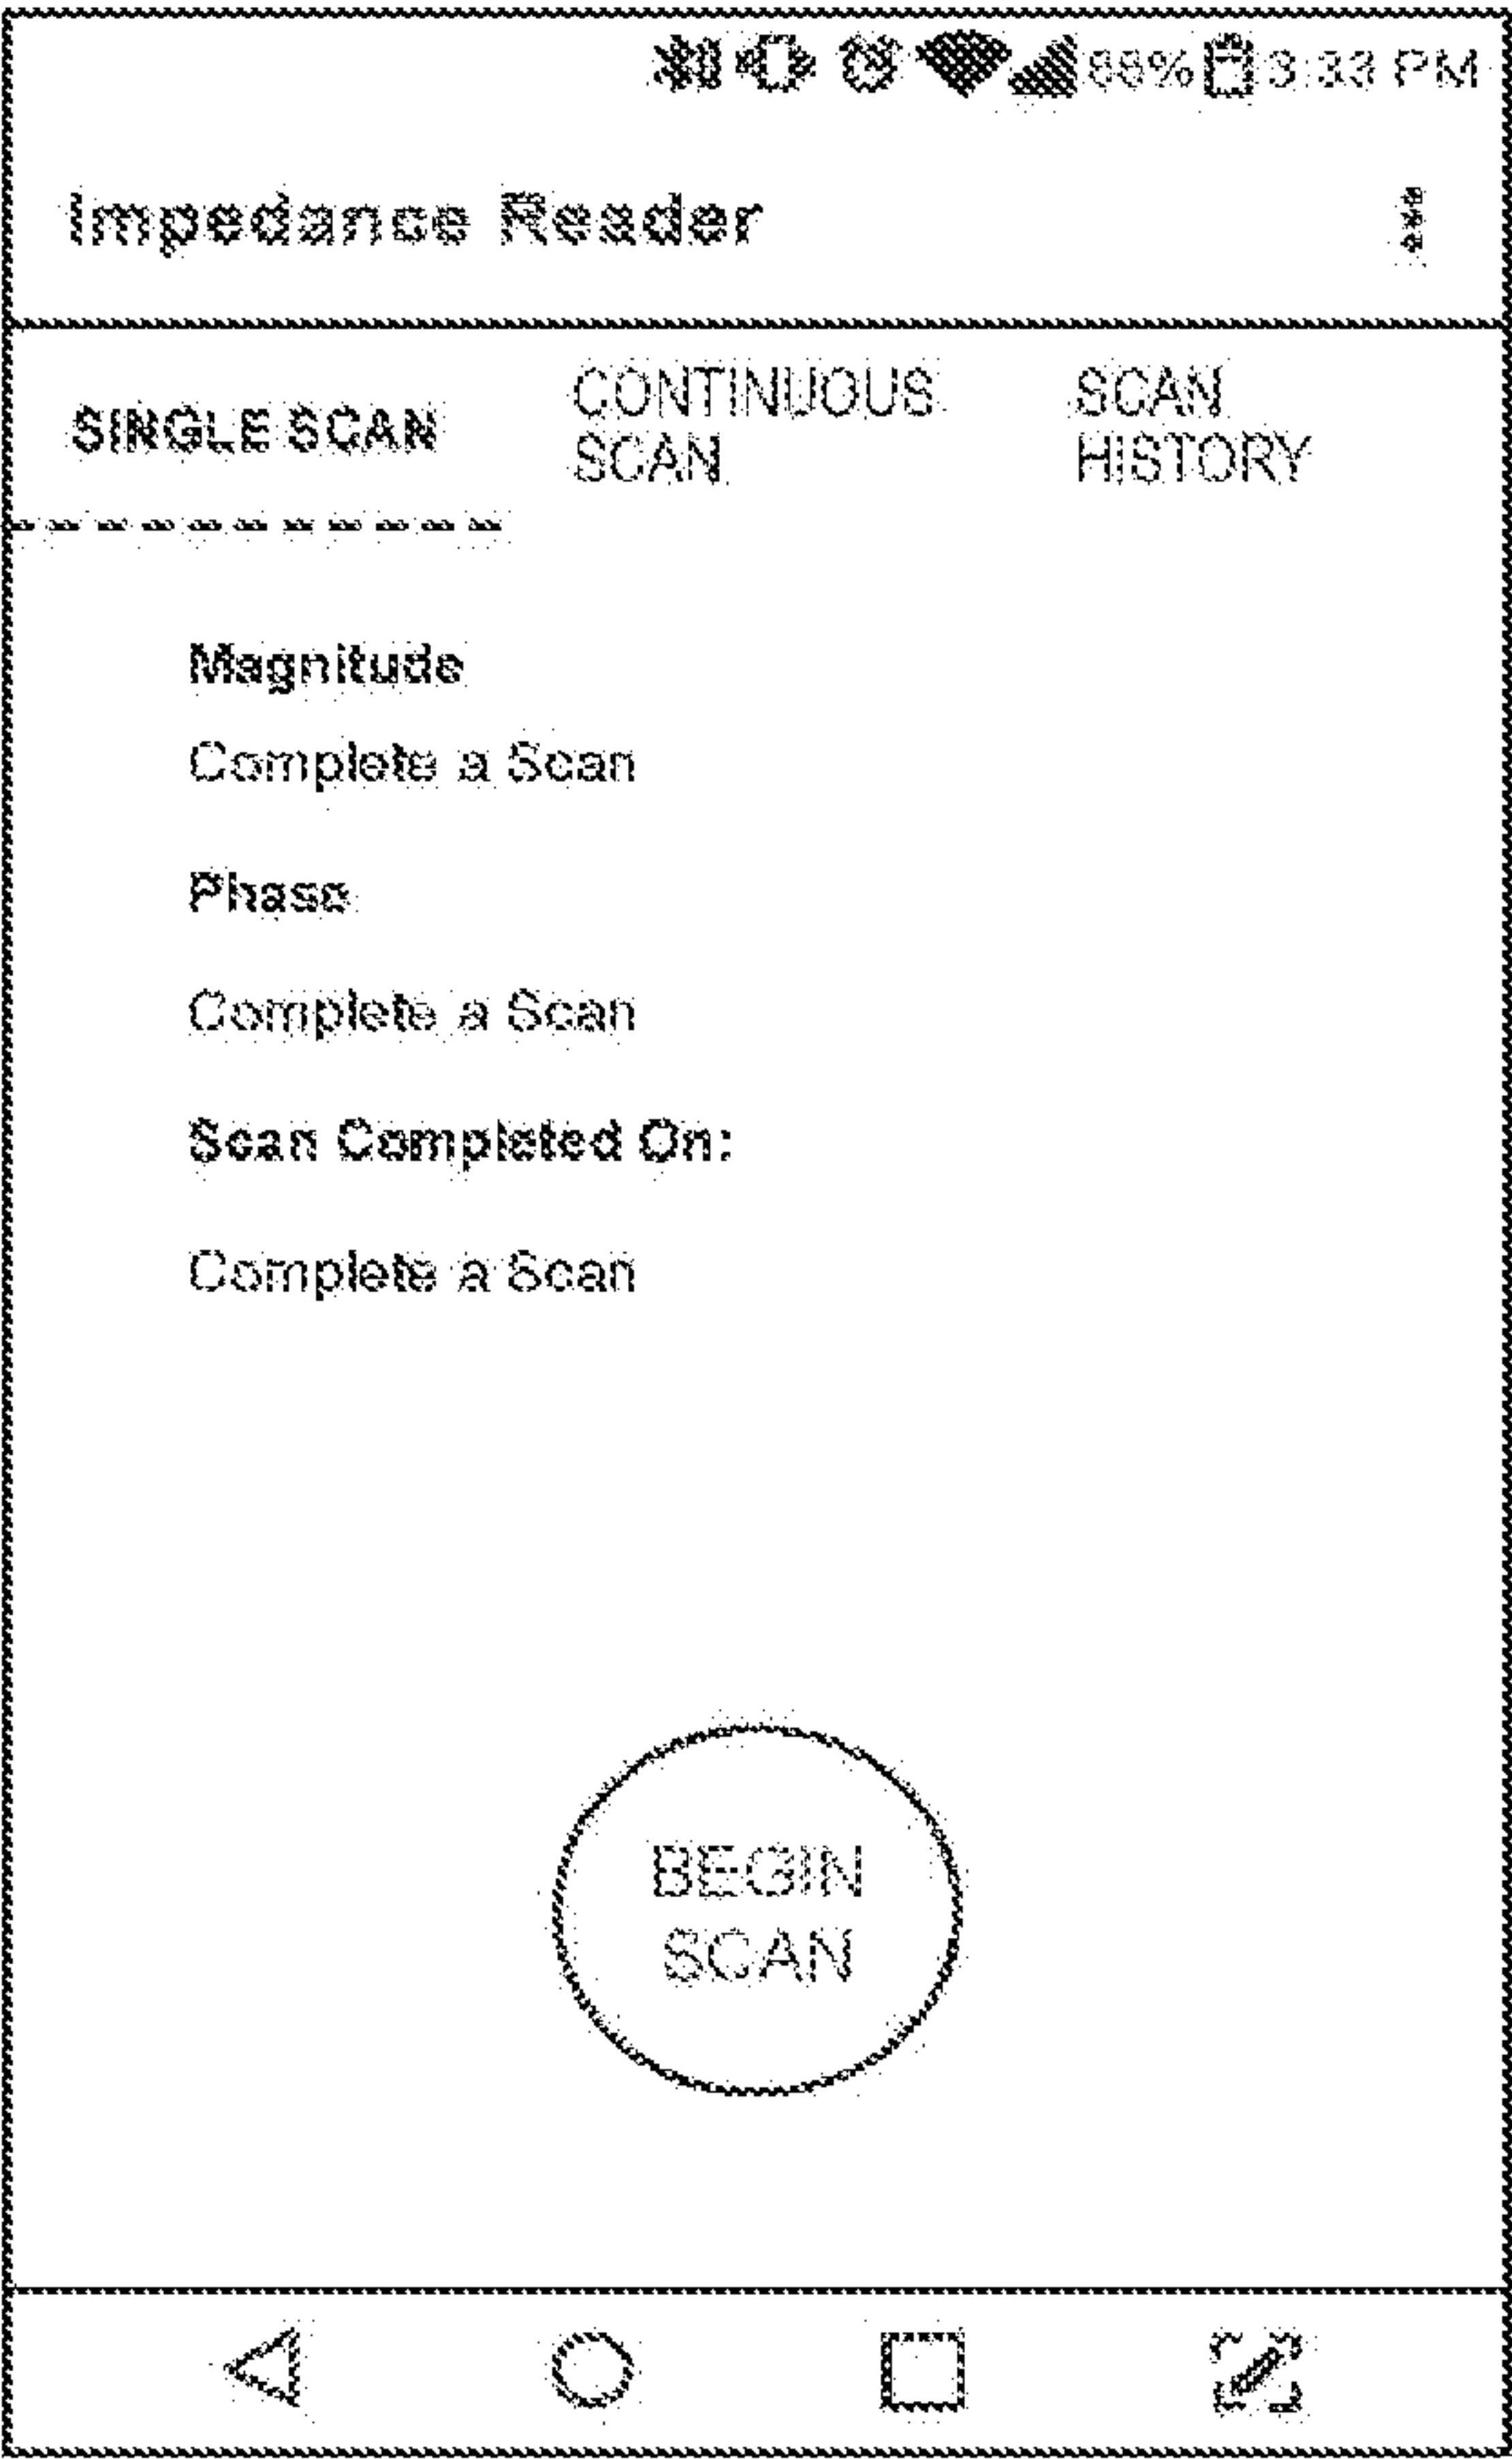 88% 3:33 PM
Impedance Reader
SINGLE SCAN
CONTINUOUS
SCAN
SCAN
HISTORY
Magnitude
Complete a Scan
Phase
Complete a Scan
Scan Completed On:
Complete a Scan
BEGIN
SCAN